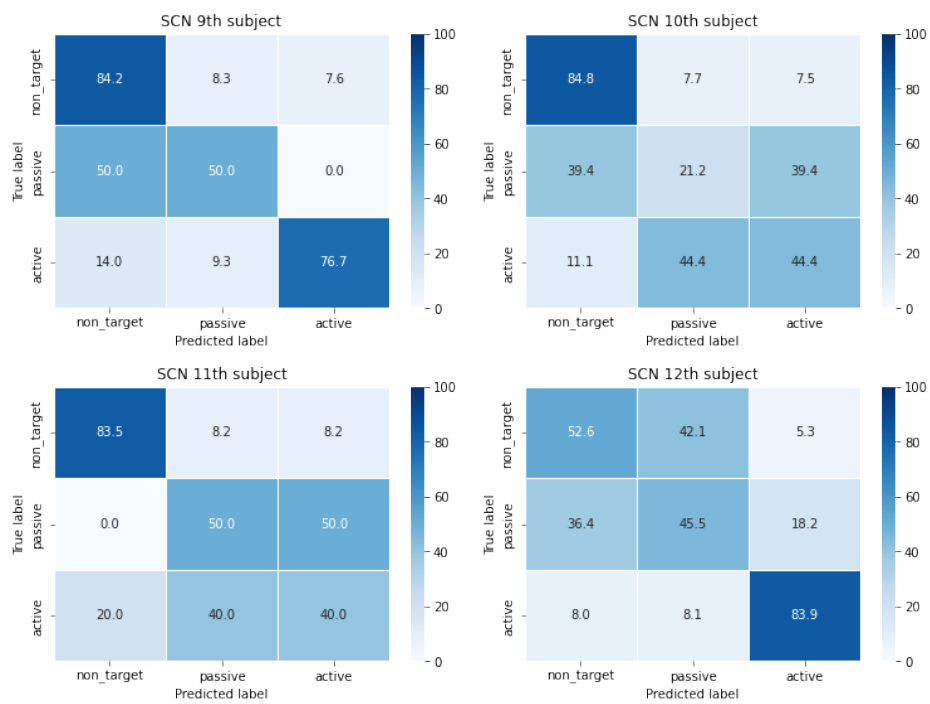 SCN 9th subject
non_target 84.2 8.3 7.6
passive 50.0 50.0 0.0
active 14.0 9.3 76.7
True label
non_target passive active
Predicted label
100
80
60
40
20
0
SCN 10th subject
non_target 84.8 7.7 7.5
passive 39.4 21.2 39.4
active 11.1 44.4 44.4
True label
non_target passive active
Predicted label
100
80
60
40
20
0
SCN 11th subject
non_target 83.5 8.2 8.2
passive 0.0 50.0 50.0
active 20.0 40.0 40.0
True label
non_target passive active
Predicted label
100
80
60
40
20
0
SCN 12th subject
non_target 52.6 42.1 5.3
passive 36.4 45.5 18.2
active 8.0 8.1 83.9
True label
non_target passive active
Predicted label
100
80
60
40
20
0